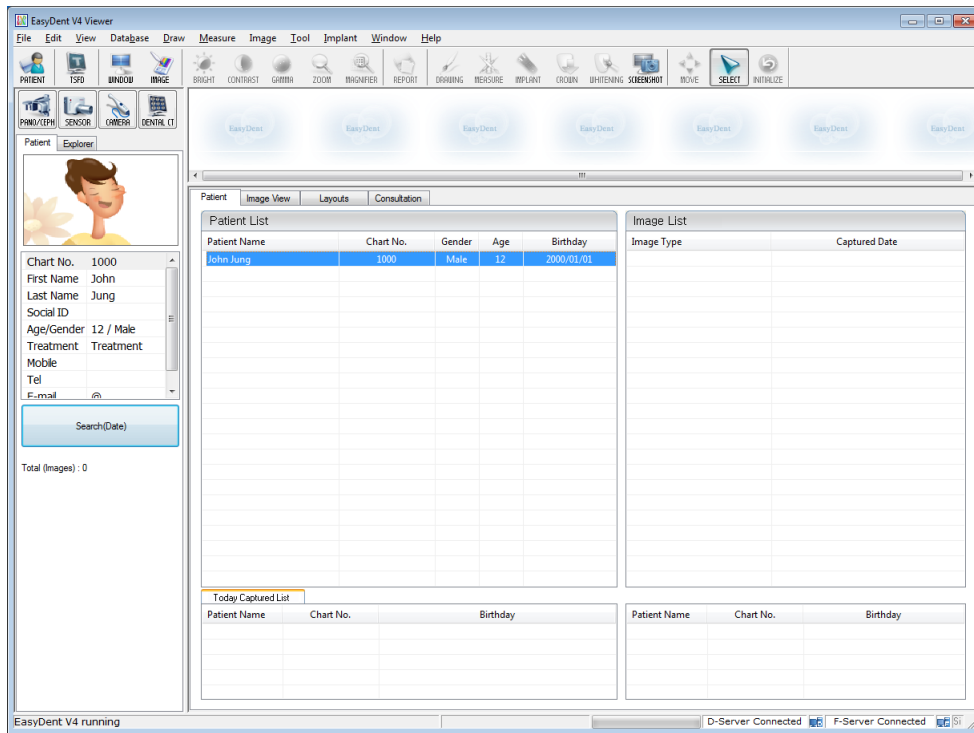 EasyDent V4 Viewer
File Edit View Database Draw Measure Image Tool Implant Window Help
PATIENT TSFD WINDOW IMAGE BRIGHT CONTRAST GAMMA ZOOM MAGNIFIER REPORT DRAWING MEASURE IMPLANT CROWN WHITENING SCREENSHOT MOVE SELECT INITIALIZE
PANO/CEPH SENSOR CAMERA DENTAL CT
EasyDent EasyDent EasyDent EasyDent EasyDent EasyDent EasyDent
Patient Explorer
Chart No. 1000
First Name John
Last Name Jung
Social ID
Age/Gender 12 / Male
Treatment Treatment
Mobile
Tel
E-mail @
Search(Date)
Total (Images) : 0
Patient Image View Layouts Consultation
Patient List
Patient Name Chart No. Gender Age Birthday
John Jung 1000 Male 12 2000/01/01
Image List
Image Type Captured Date
Today Captured List
Patient Name Chart No. Birthday
Patient Name Chart No. Birthday
EasyDent V4 running
D-Server Connected F-Server Connected Si